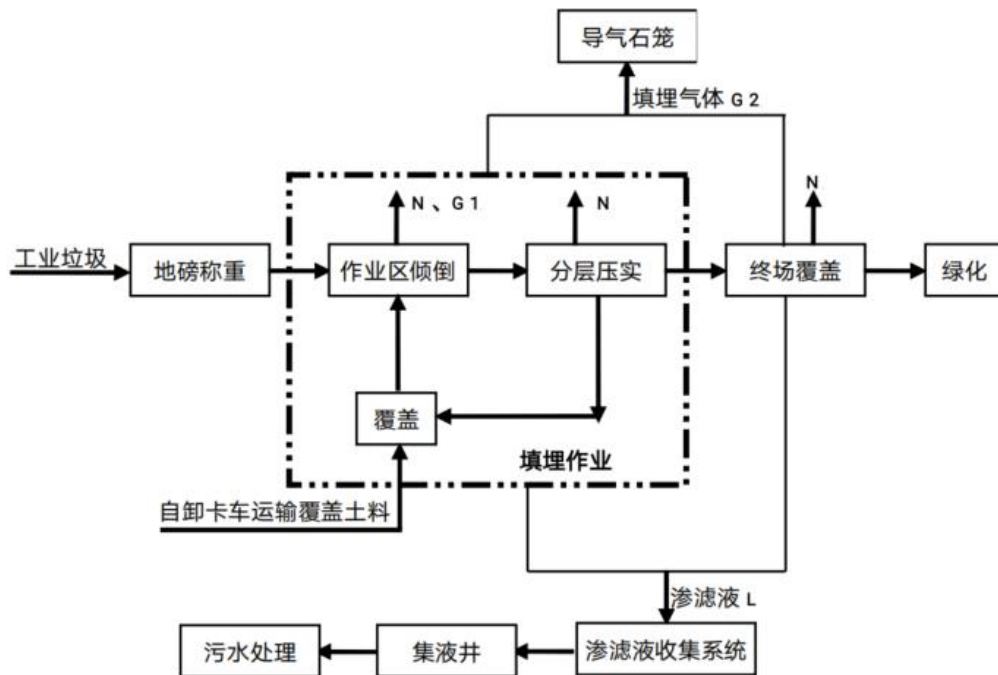 导气石笼
填埋气体 G 2
N 、 G 1
N
N
工业垃圾
地磅称重
作业区倾倒
分层压实
终场覆盖
绿化
覆盖
填埋作业
自卸卡车运输覆盖土料
渗滤液 L
污水处理
集液井
渗滤液收集系统